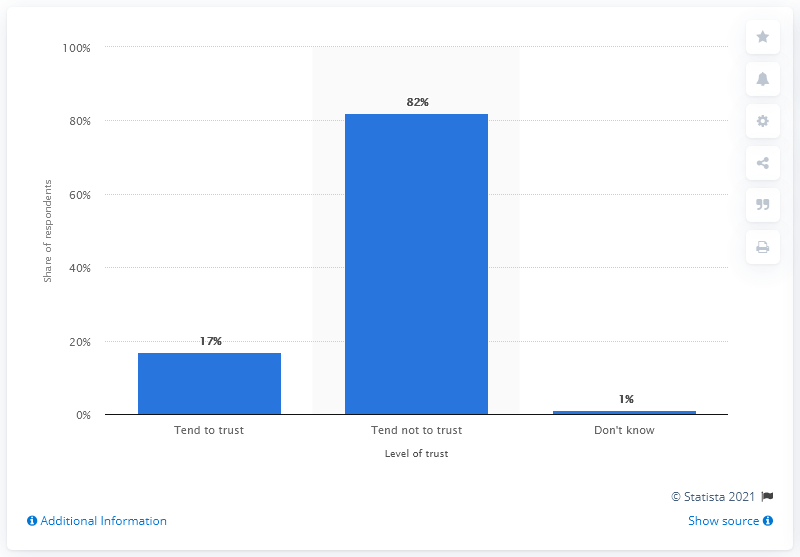 100%
80%
60%
40%
20%
0%
Share of respondents
17%
82%
1%
Tend to trust
Tend not to trust
Don't know
Level of trust
© Statista 2021
Additional Information
Show source